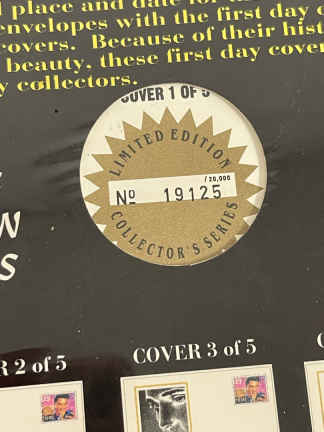 place and date for
envelopes with the first day
covers. Because of their hist
beauty, these first day cover
y collectors.
COVER 1 OF 5
LIMITED EDITION
/20,000
No 19125
COLLECTOR'S SERIES
W
S
R 2 of 5
COVER 3 of 5